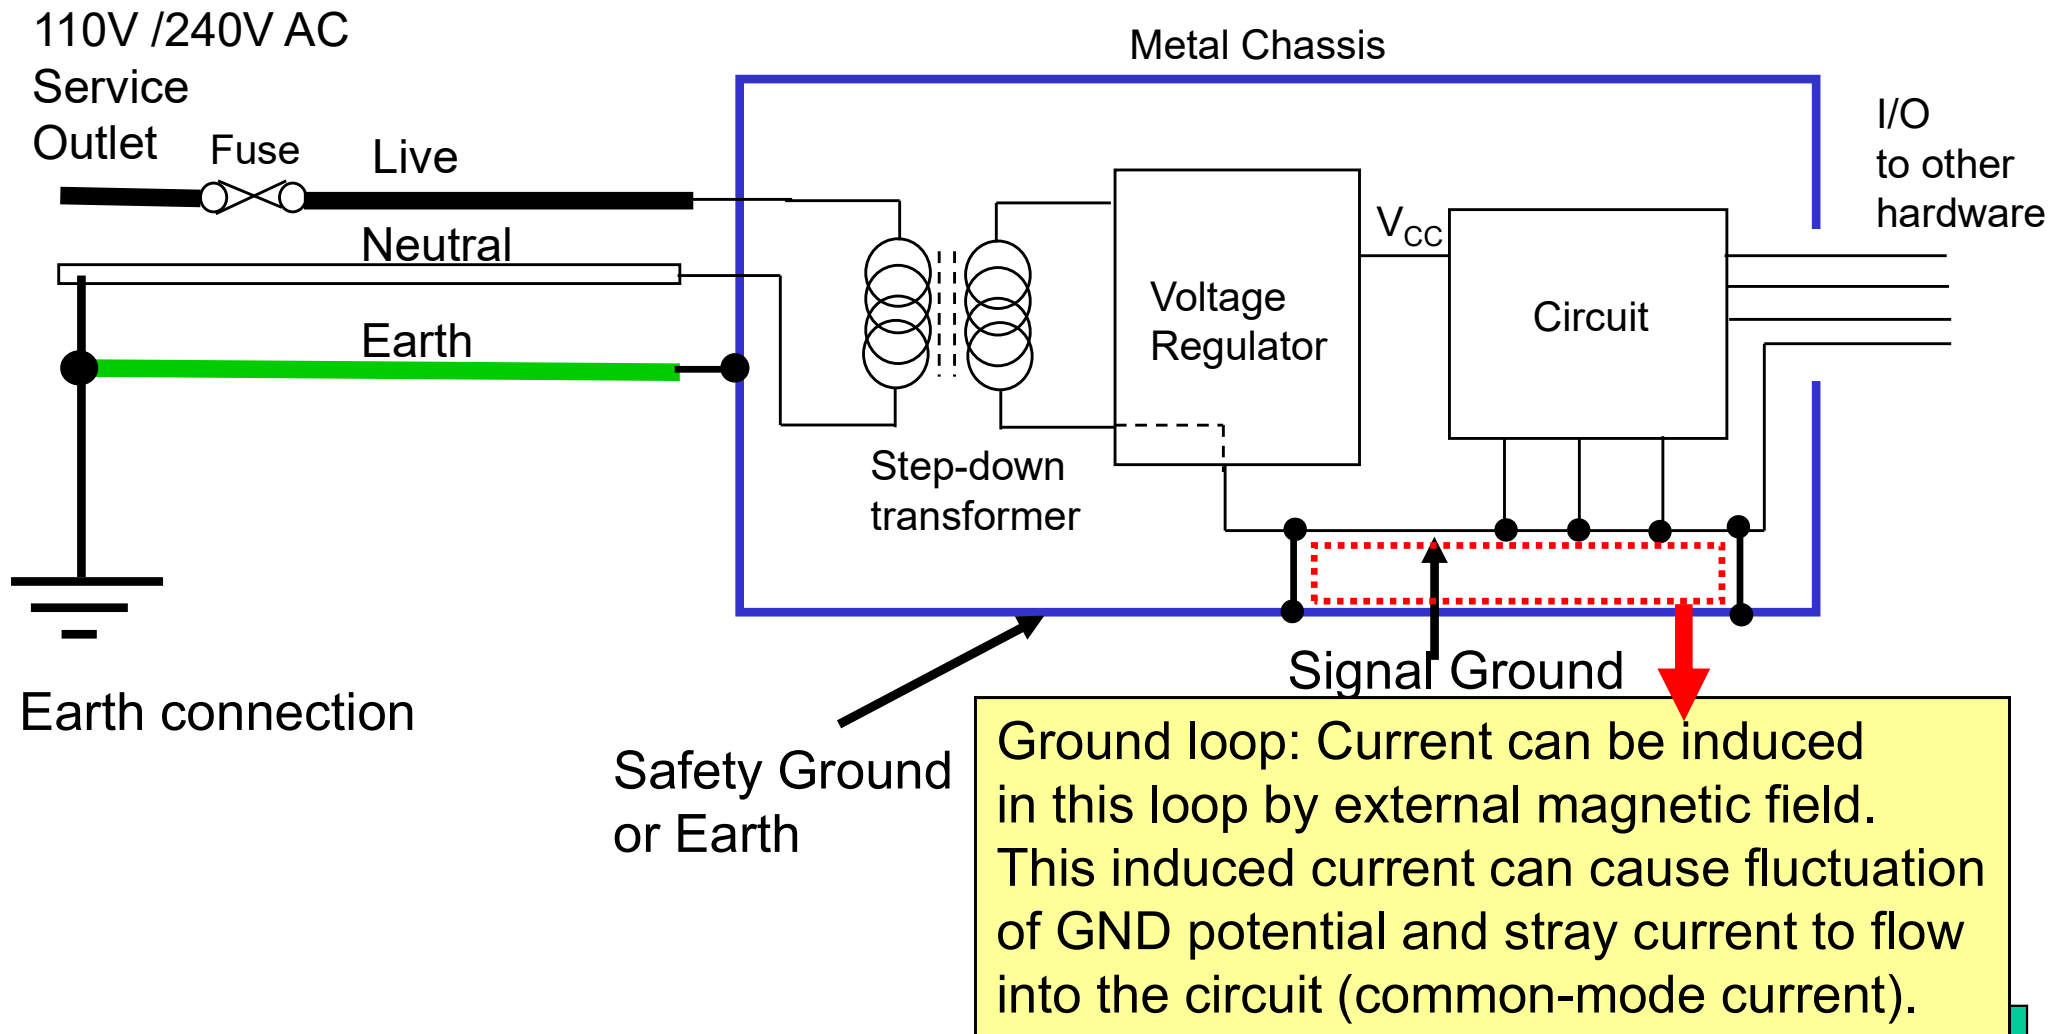 110V /240V AC
Service
Outlet
Fuse
Live
Neutral
Earth
Earth connection
Metal Chassis
Step-down
transformer
Voltage
Regulator
V_CC
Circuit
I/O
to other
hardware
Signal Ground
Safety Ground
or Earth
Ground loop: Current can be induced
in this loop by external magnetic field.
This induced current can cause fluctuation
of GND potential and stray current to flow
into the circuit (common-mode current).